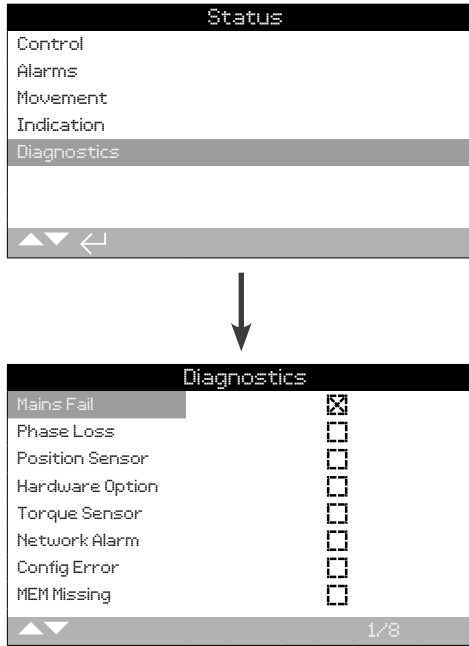 Status
Control
Alarms
Movement
Indication
Diagnostics
Diagnostics
Mains Fail
Phase Loss
Position Sensor
Hardware Option
Torque Sensor
Network Alarm
Config Error
MEM Missing
1/8